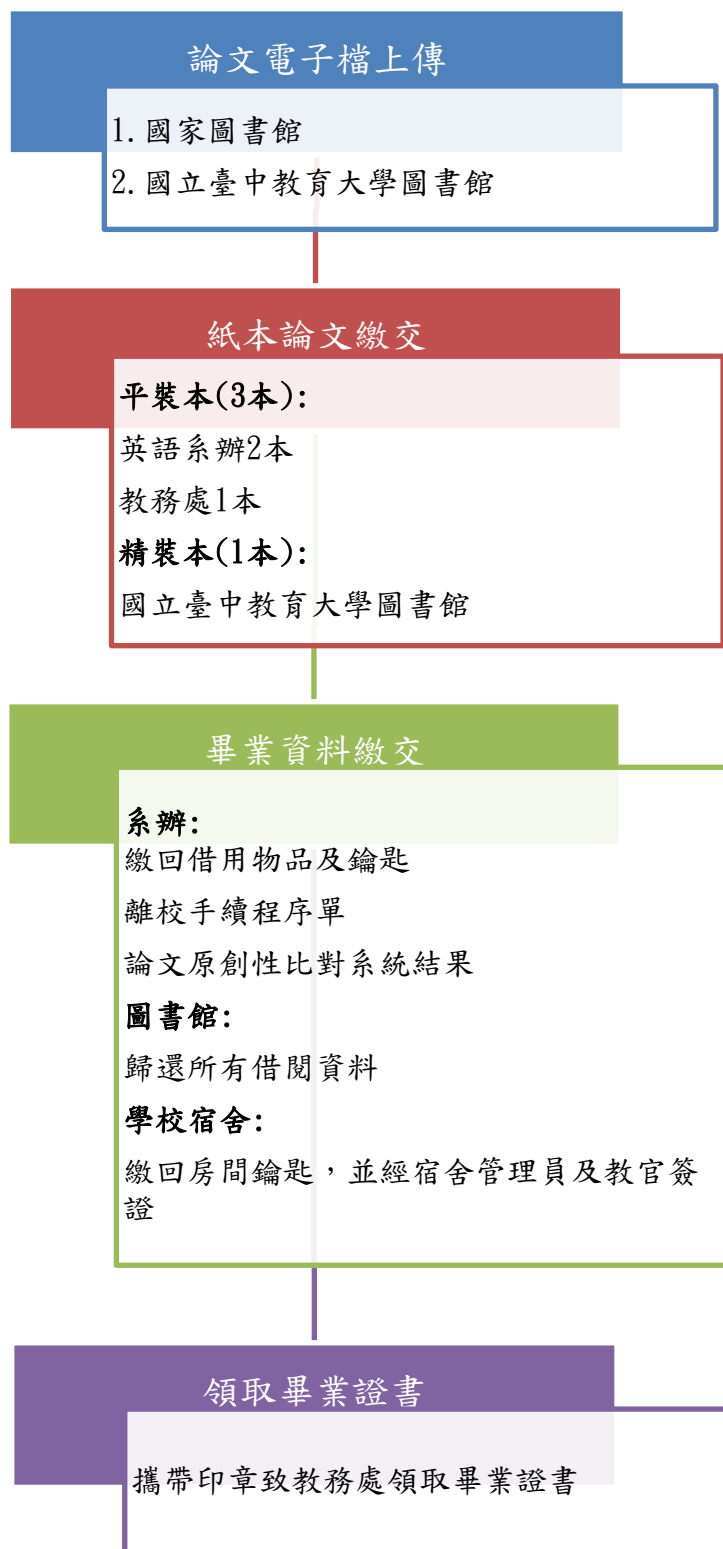 論文電子檔上傳
1.國家圖書館
2.國立臺中教育大學圖書館
紙本論文繳交
平裝本(3本):
英語系辦2本
教務處1本
精裝本(1本):
國立臺中教育大學圖書館
畢業資料繳交
系辦:
繳回借用物品及鑰匙
離校手續程序單
論文原創性比對系統結果
圖書館:
歸還所有借閱資料
學校宿舍:
繳回房間鑰匙，並經宿舍管理員及教官簽
證
領取畢業證書
攜帶印章致教務處領取畢業證書